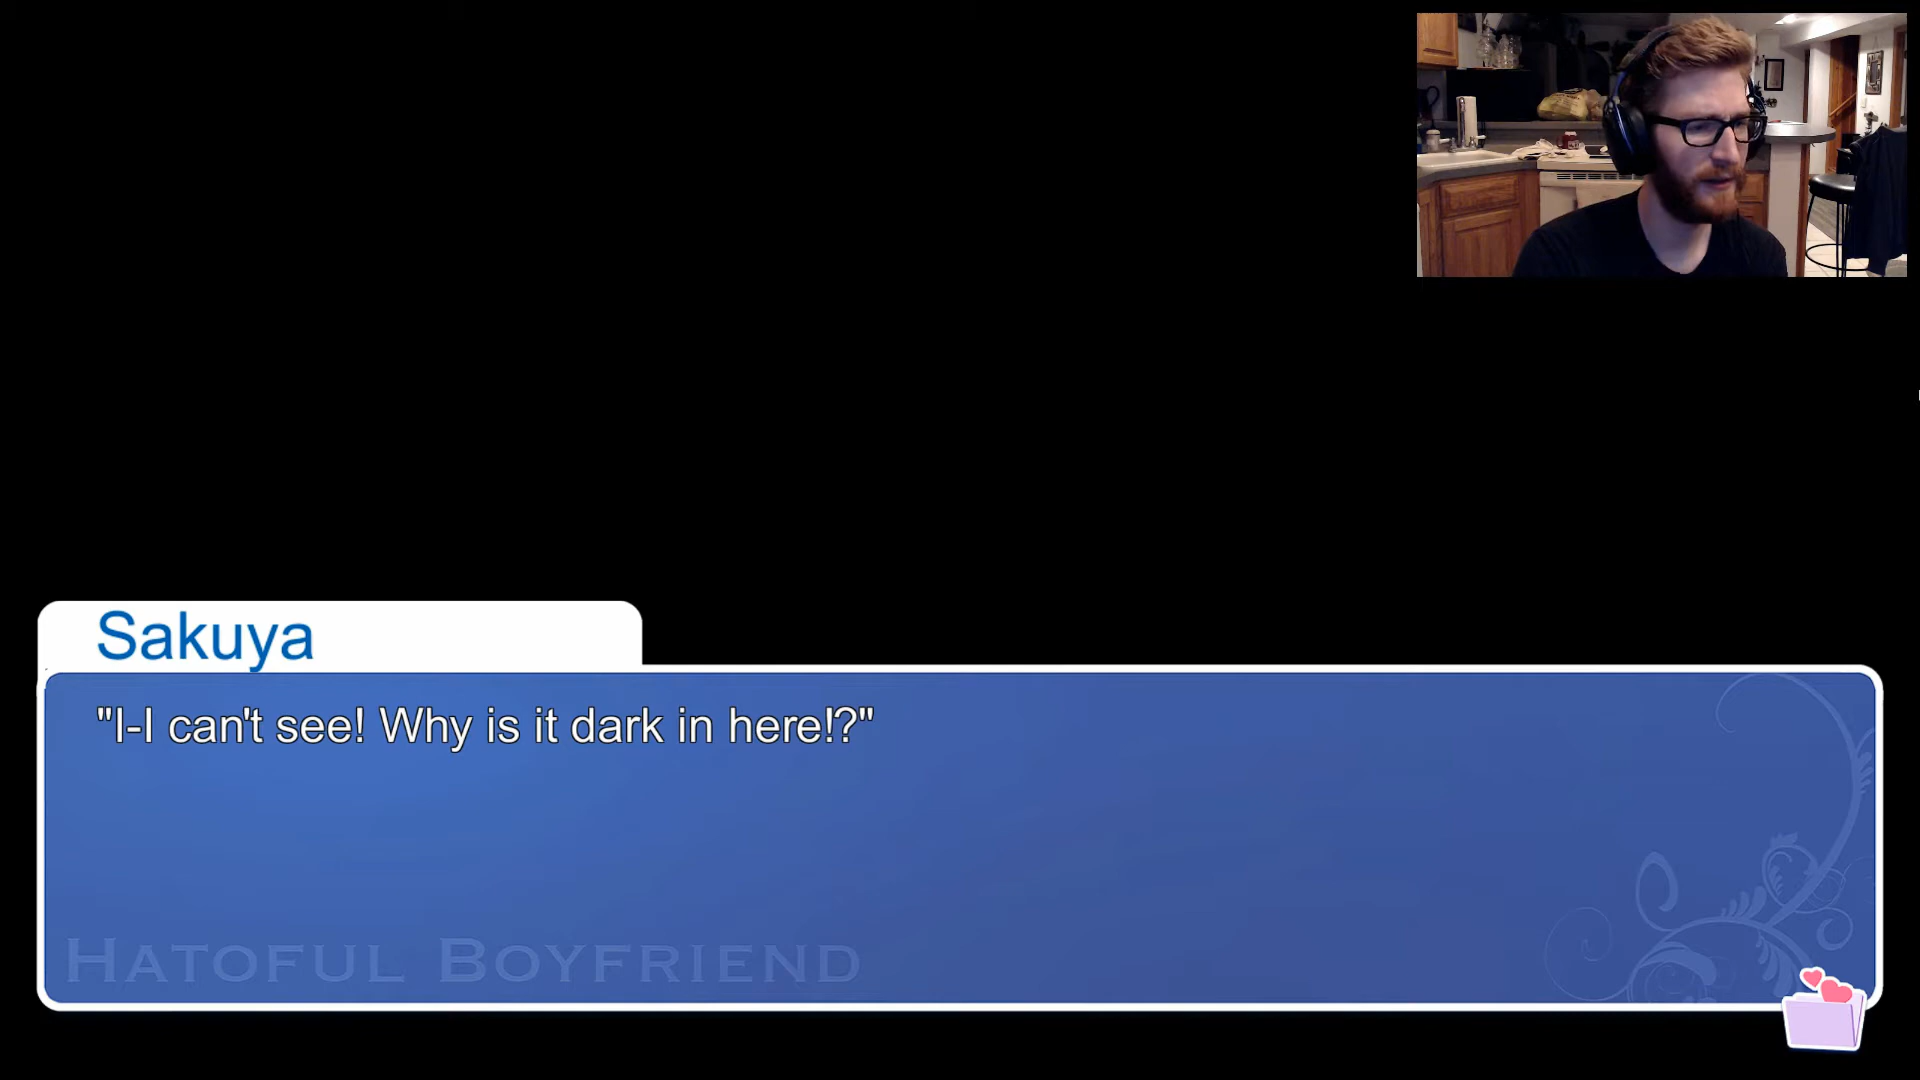 Sakuya
"I-I can't see! Why is it dark in here!?"
HATOFUL BOYFRIEND